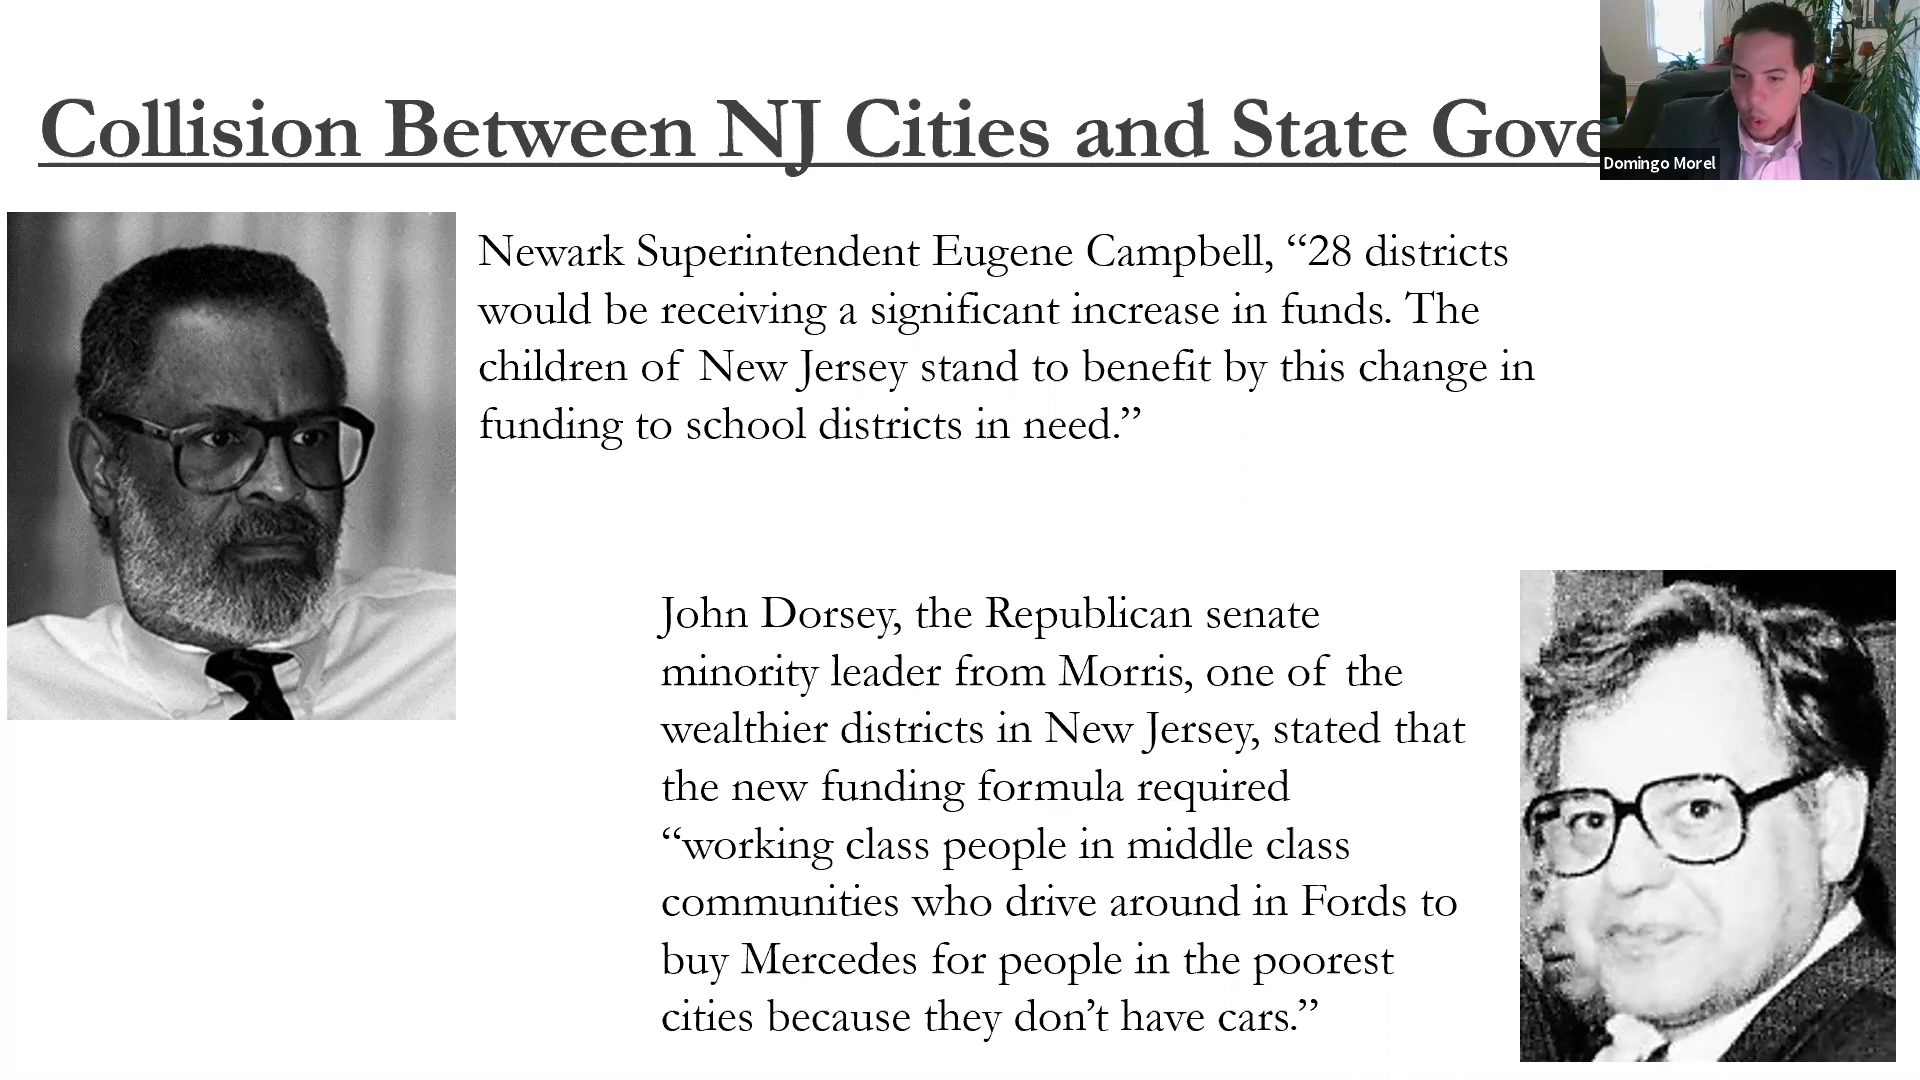 Collision Between NJ Cities and State Gove
Domingo Morel
Newark Superintendent Eugene Campbell, “28 districts
would be receiving a significant increase in funds. The
children of New Jersey stand to benefit by this change in
funding to school districts in need.”
John Dorsey, the Republican senate
minority leader from Morris, one of the
wealthier districts in New Jersey, stated that
the new funding formula required
“working class people in middle class
communities who drive around in Fords to
buy Mercedes for people in the poorest
cities because they don’t have cars.”